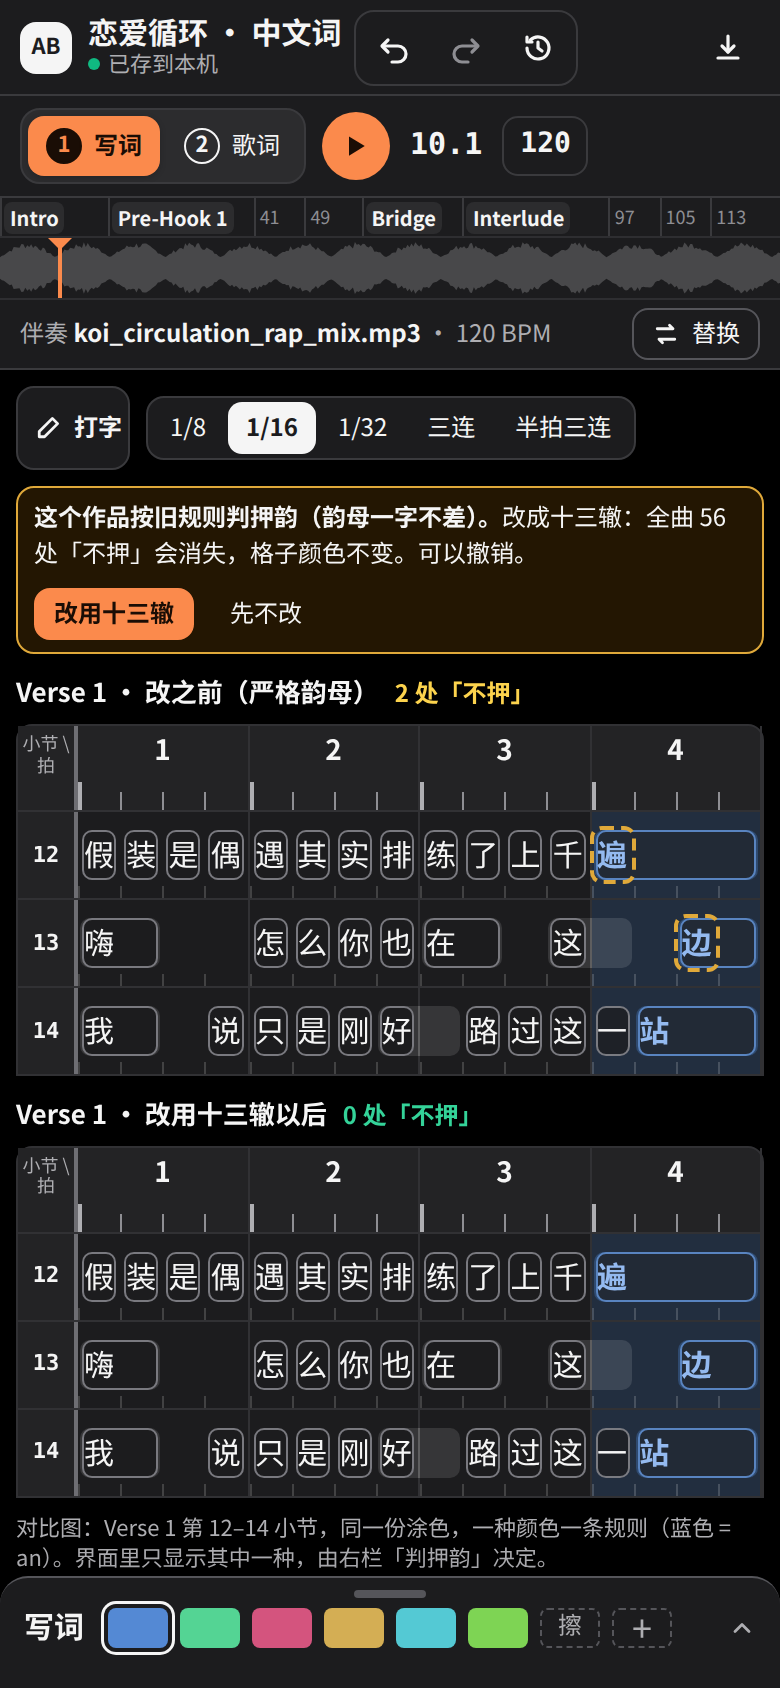 AB
恋爱循环 · 中文词
已存到本机
1 写词
2 歌词
10.1
120
Intro
Pre-Hook 1
41
49
Bridge
Interlude
97
105
113
伴奏 koi_circulation_rap_mix.mp3 · 120 BPM
替换
打字
1/8
1/16
1/32
三连
半拍三连
这个作品按旧规则判押韵（韵母一字不差）。改成十三辙：全曲 56
处「不押」会消失，格子颜色不变。可以撤销。
改用十三辙
先不改
Verse 1 · 改之前（严格韵母） 2 处「不押」
小节 \
拍
1 2 3 4
12 假 装 是 偶 遇 其 实 排 练 了 上 千 遍
13 嗨 怎 么 你 也 在 这 边
14 我 说 只 是 刚 好 路 过 这 一 站
Verse 1 · 改用十三辙以后 0 处「不押」
小节 \
拍
1 2 3 4
12 假 装 是 偶 遇 其 实 排 练 了 上 千 遍
13 嗨 怎 么 你 也 在 这 边
14 我 说 只 是 刚 好 路 过 这 一 站
对比图：Verse 1 第 12–14 小节，同一份涂色，一种颜色一条规则（蓝色 =
an）。界面里只显示其中一种，由右栏「判押韵」决定。
写词
擦
+